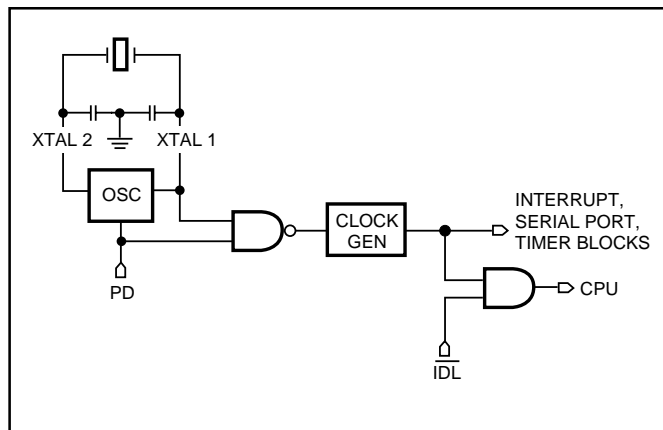 XTAL 2
XTAL 1
OSC
PD
CLOCK
GEN
INTERRUPT,
SERIAL PORT,
TIMER BLOCKS
CPU
IDL